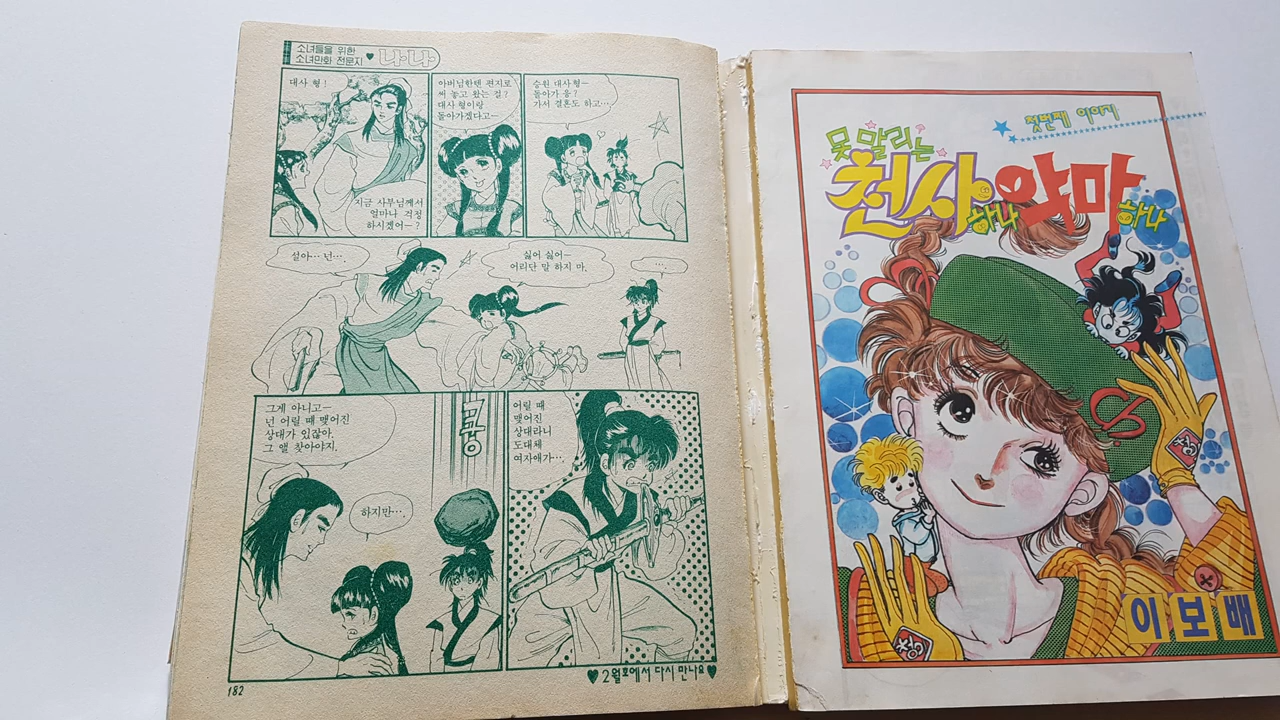 소녀들을 위한
소녀만화 전문지 ♥ 나나
대사 형!
지금 사부님께서
얼마나 걱정
하시겠어-?
아버님한텐 편지로
써 놓고 왔는 걸?
대사 형이랑
돌아가겠다고-
승원 대사 형-
돌아가 응?
가서 결혼도 하고…
설아‥ 넌…
싫어 싫어-
어리단 말 하지 마.
….
그게 아니고-
넌 어릴 때 맺어진
상대가 있잖아.
그 앨 찾아야지.
하지만….
쿵
어릴 때
맺어진
상대라니
도대체
여자애가….
♥2월호에서 다시 만나요♥
182
첫번째 이야기
못말리는
천사하나 악마하나
이보배